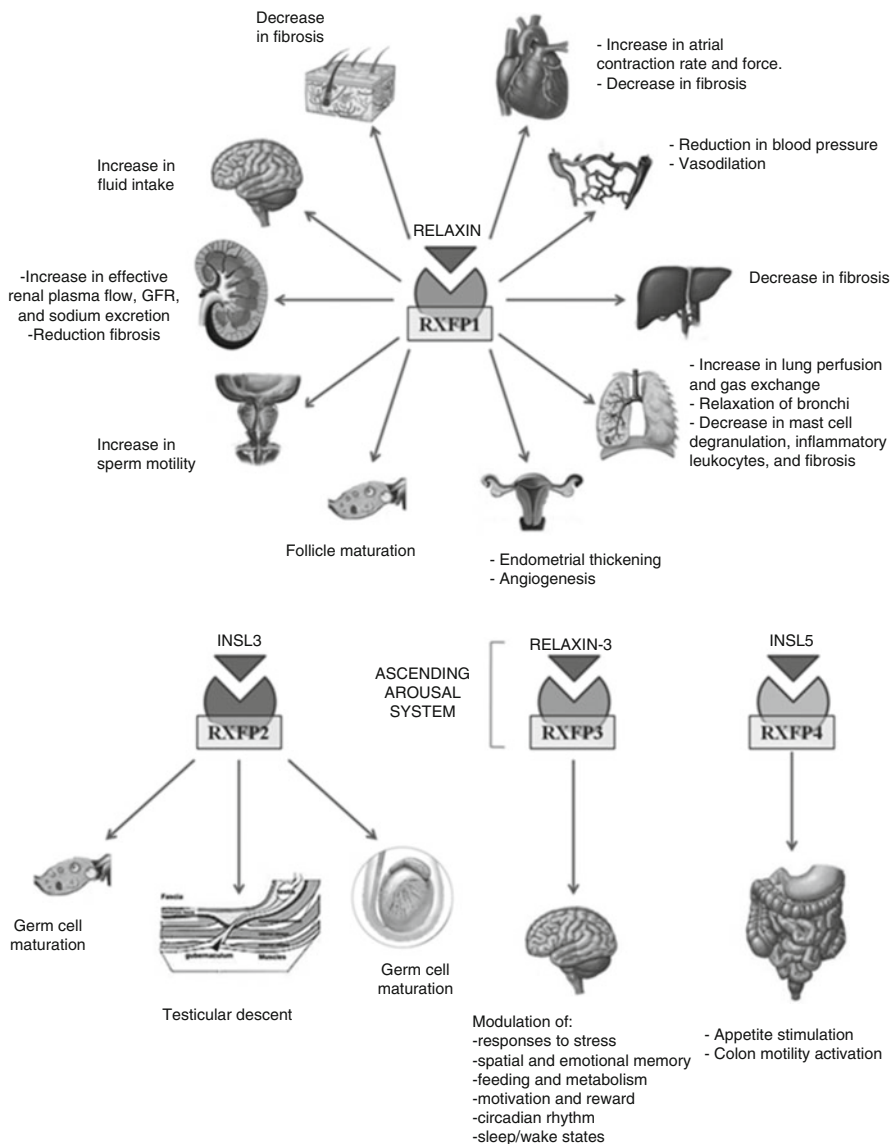 Decrease
in fibrosis
- Increase in atrial
contraction rate and force.
- Decrease in fibrosis
Increase in
fluid intake
- Reduction in blood pressure
- Vasodilation
RELAXIN
RXFP1
-Increase in effective
renal plasma flow, GFR,
and sodium excretion
-Reduction fibrosis
Decrease in fibrosis
- Increase in lung perfusion
and gas exchange
- Relaxation of bronchi
- Decrease in mast cell
degranulation, inflammatory
leukocytes, and fibrosis
Increase in
sperm motility
Follicle maturation
- Endometrial thickening
- Angiogenesis
INSL3
RXFP2
ASCENDING
AROUSAL
SYSTEM
RELAXIN-3
RXFP3
INSL5
RXFP4
Germ cell
maturation
Fascia
gubernaculum
Muscles
Testicular descent
Germ cell
maturation
Modulation of:
-responses to stress
-spatial and emotional memory
-feeding and metabolism
-motivation and reward
-circadian rhythm
-sleep/wake states
- Appetite stimulation
- Colon motility activation